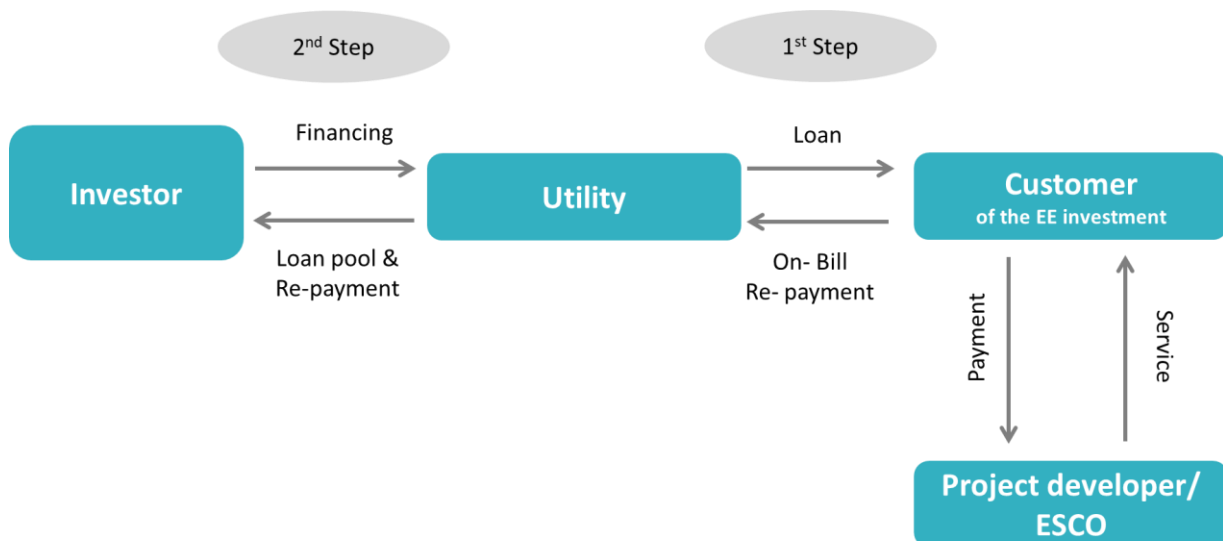 2nd Step
1st Step
Financing
Loan
Investor
Utility
Customer
of the EE investment
Loan pool &
Re-payment
On- Bill
Re- payment
Payment
Service
Project developer/
ESCO